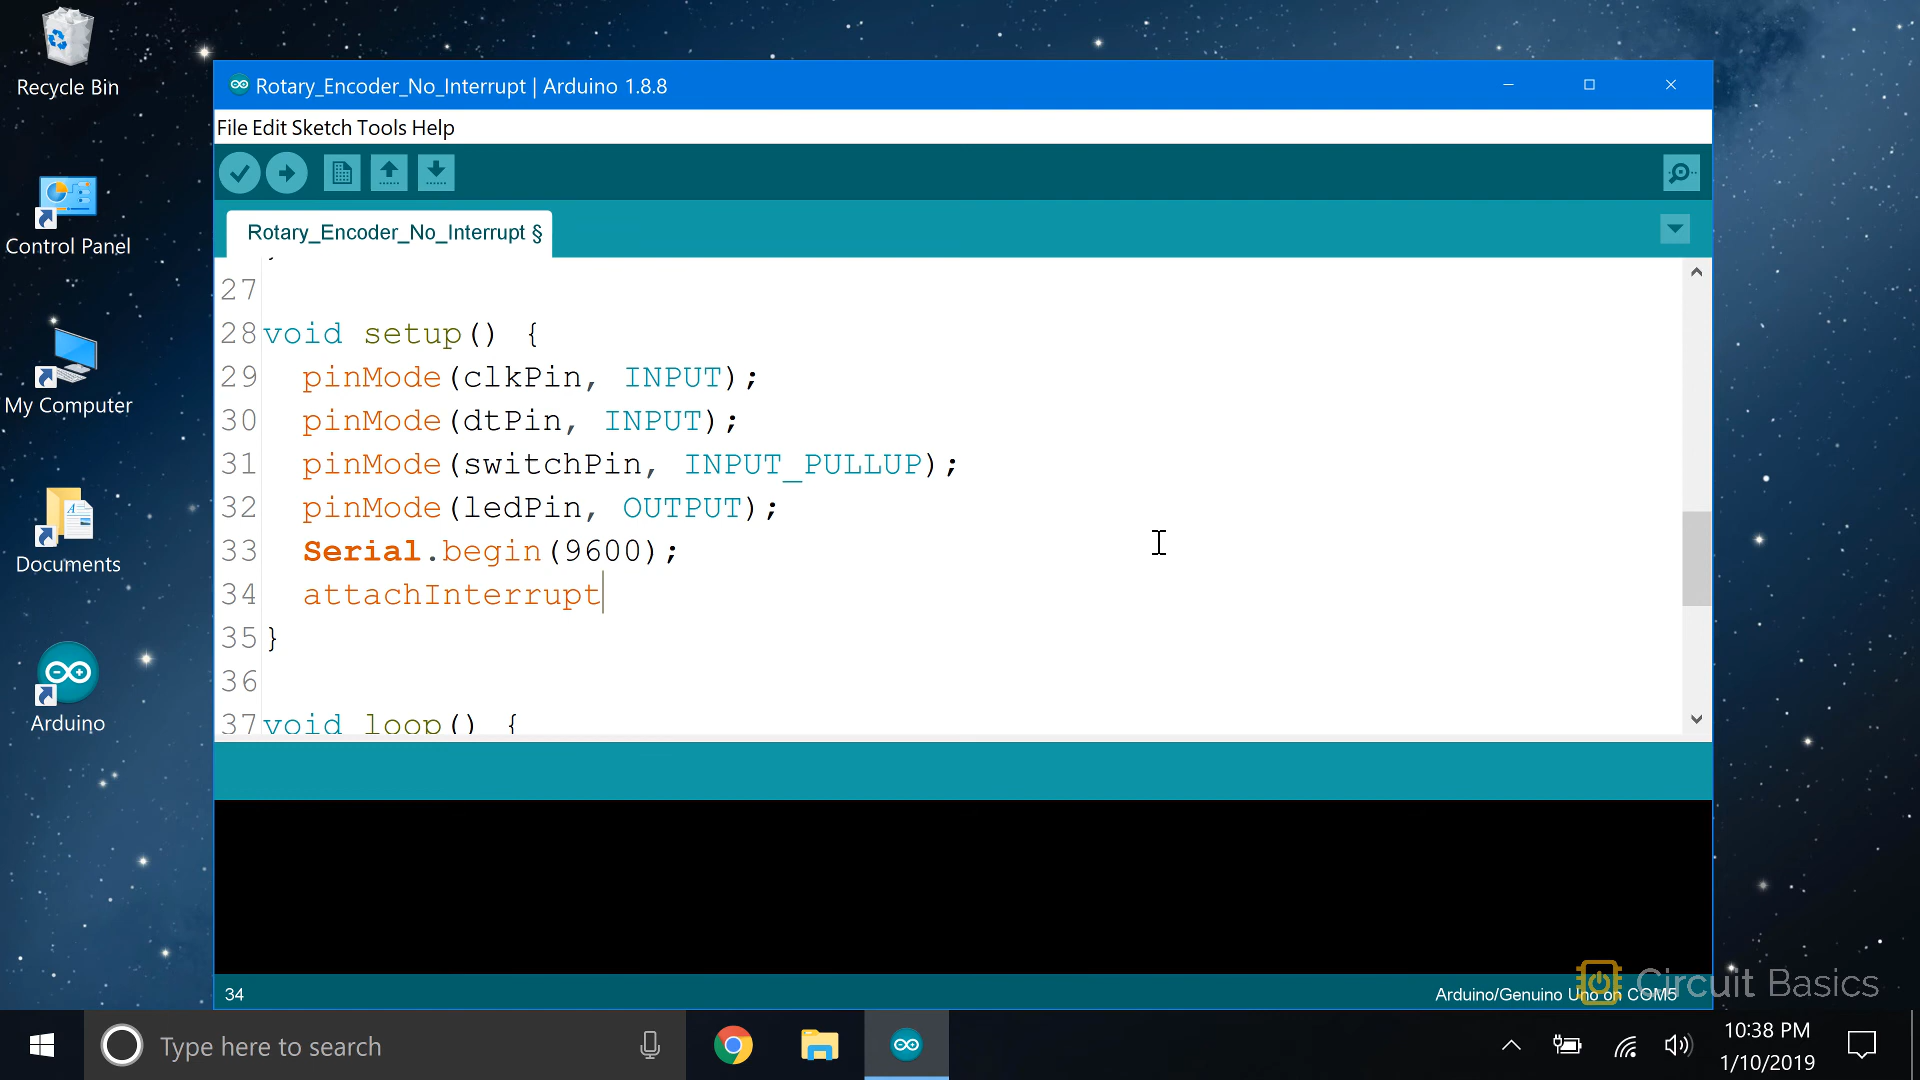 Recycle Bin
Control Panel
My Computer
Documents
Arduino
Rotary_Encoder_No_Interrupt | Arduino 1.8.8
File Edit Sketch Tools Help
Rotary_Encoder_No_Interrupt §
27
28 void setup() {
29 pinMode(clkPin, INPUT);
30 pinMode(dtPin, INPUT);
31 pinMode(switchPin, INPUT_PULLUP);
32 pinMode(ledPin, OUTPUT);
33 Serial.begin(9600);
34 attachInterrupt
35 }
36
37 void loop() {
34
Arduino/Genuino Uno on COM5
Circuit Basics
Type here to search
10:38 PM
1/10/2019